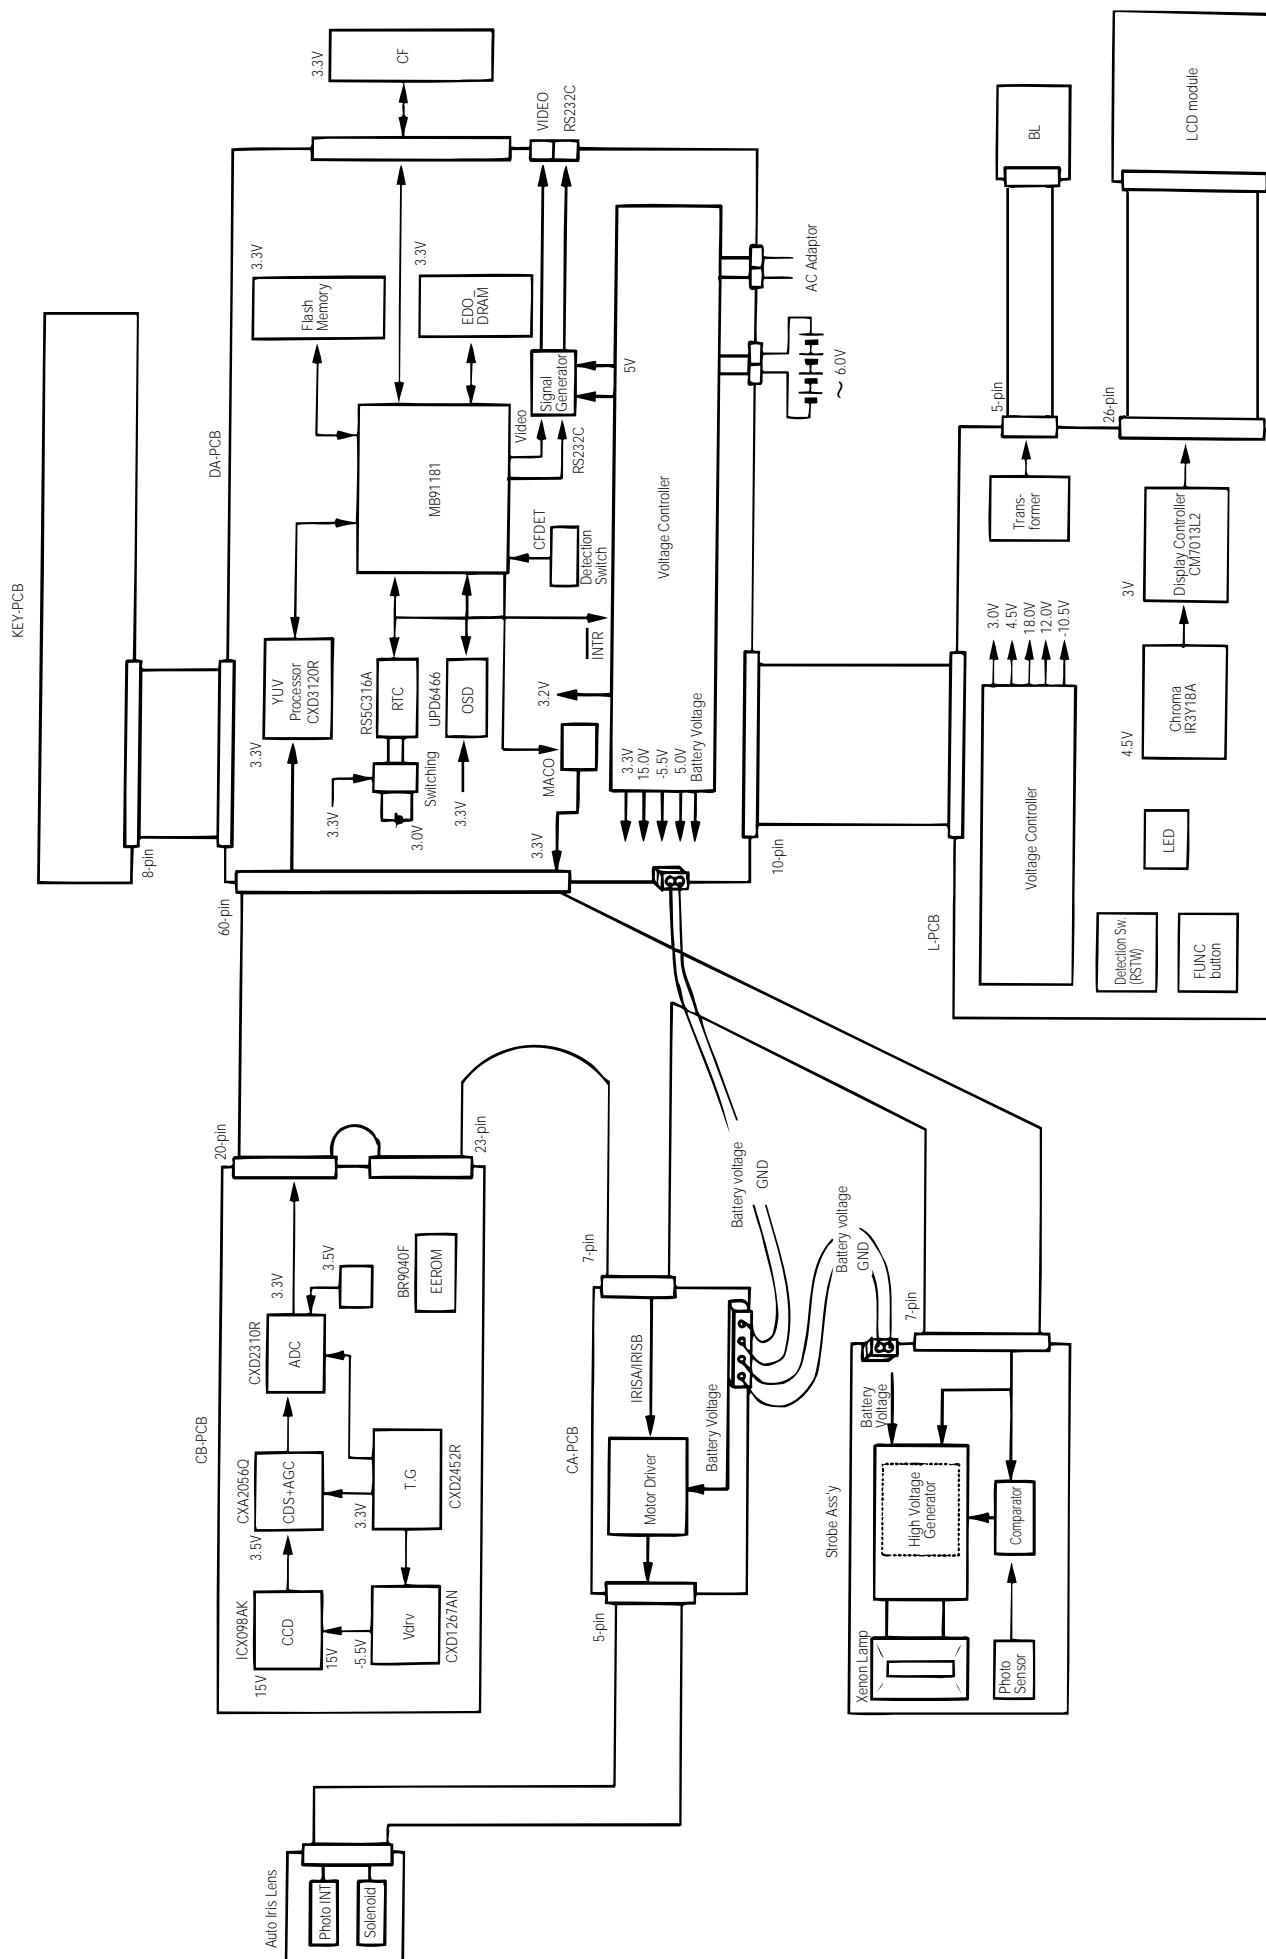 KEY-PCB
8-pin
DA-PCB
60-pin
3.3V
CF
3.3V
Flash
Memory
3.3V
EDO_
DRAM
VIDEO
RS232C
MB91181
Video
RS232C
Signal
Generator
5V
CFDET
Detection
Switch
3.3V
YUV
Processor
CXD3120R
RS5C316A
RTC
Switching
3.3V
3.0V
UPD6466
OSD
3.3V
INTR
3.2V
MACO
3.3V
Voltage Controller
3.3V
15.0V
-5.5V
5.0V
Battery Voltage
AC Adaptor
~ 6.0V
10-pin
L-PCB
Voltage Controller
3.0V
4.5V
18.0V
12.0V
-10.5V
Trans-
former
5-pin
BL
26-pin
LCD module
3V
Display Controller
CM7013L2
4.5V
Chroma
IR3Y18A
LED
Detection Sw.
(RSTW)
FUNC
button
CB-PCB
20-pin
23-pin
15V
ICX098AK
CCD
15V
-5.5V
Vdrv
CXD1267AN
3.5V
CXA2056Q
CDS+AGC
3.3V
T.G
CXD2452R
CXD2310R
ADC
3.3V
3.5V
BR9040F
EEROM
CA-PCB
7-pin
IRISA/IRISB
Motor Driver
Battery Voltage
5-pin
Battery voltage
GND
Battery voltage
GND
Strobe Ass'y
7-pin
Battery
Voltage
High Voltage
Generator
Comparator
Xenon Lamp
Photo
Sensor
Auto Iris Lens
Photo INT
Solenoid